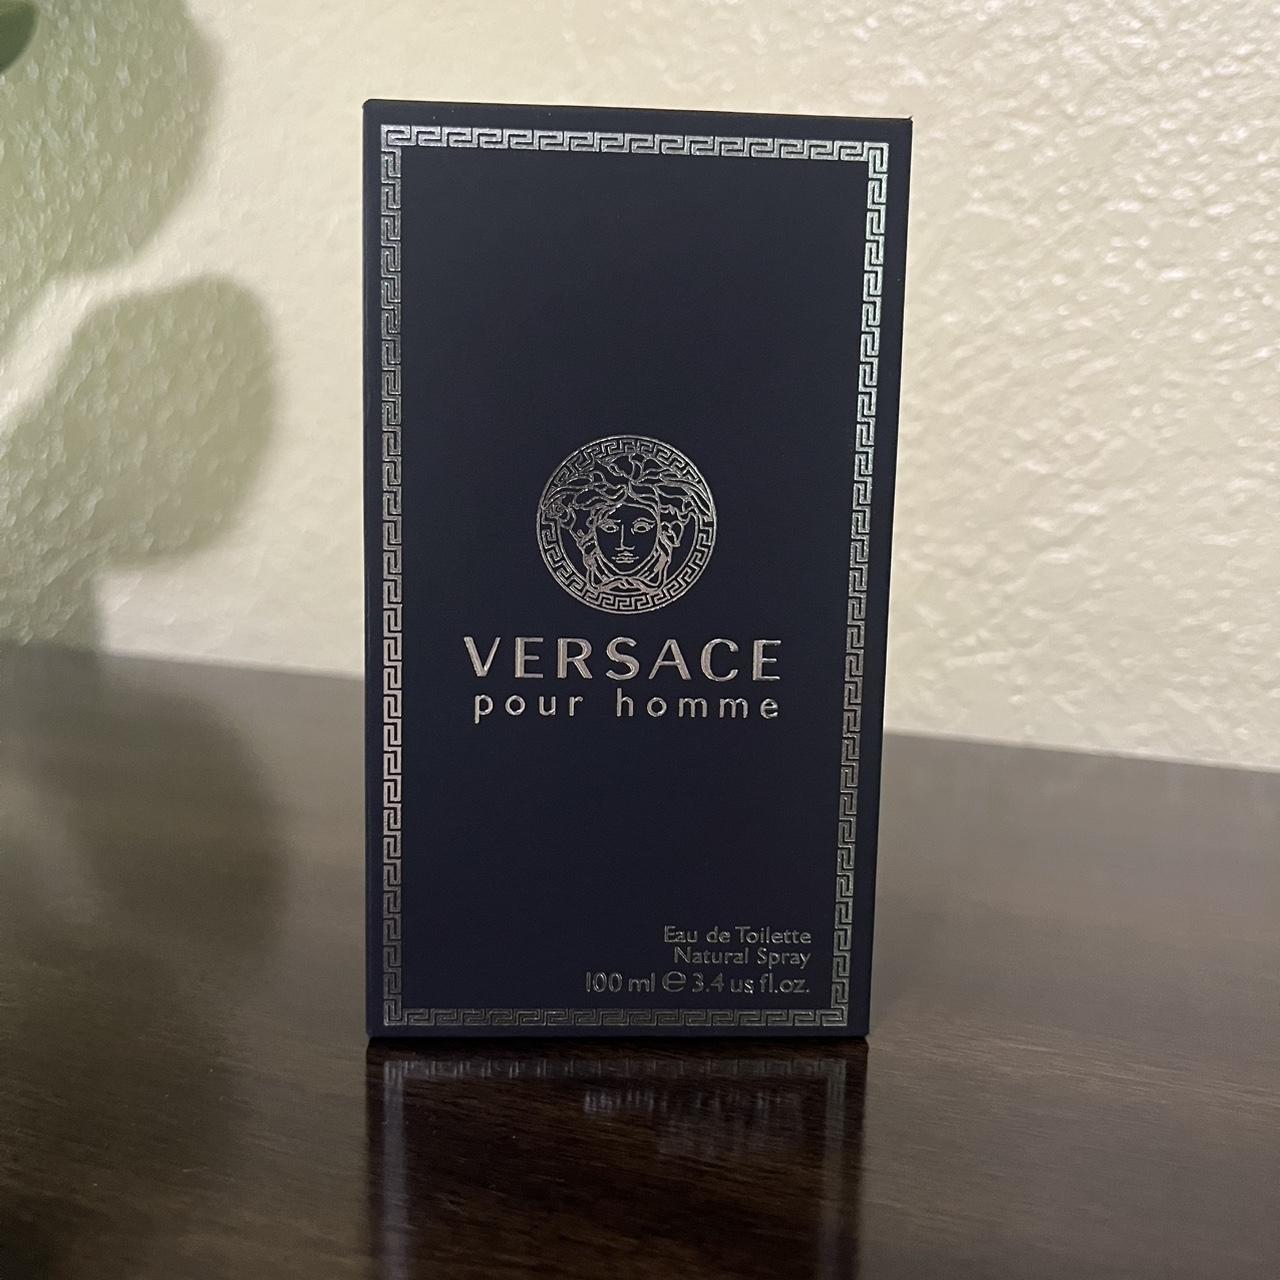 VERSACE
pour homme
Eau de Toilette
Natural Spray
100 ml ℮ 3.4 us fl.oz.